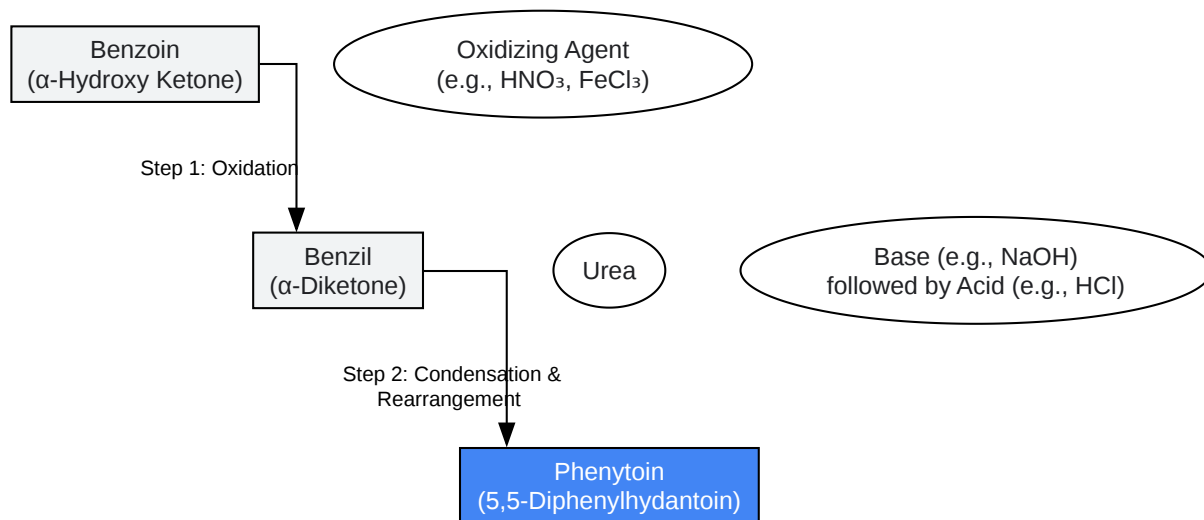 Benzoin
(α-Hydroxy Ketone)
Oxidizing Agent
(e.g., HNO₃, FeCl₃)
Step 1: Oxidation
Benzil
(α-Diketone)
Urea
Base (e.g., NaOH)
followed by Acid (e.g., HCl)
Step 2: Condensation &
Rearrangement
Phenytoin
(5,5-Diphenylhydantoin)